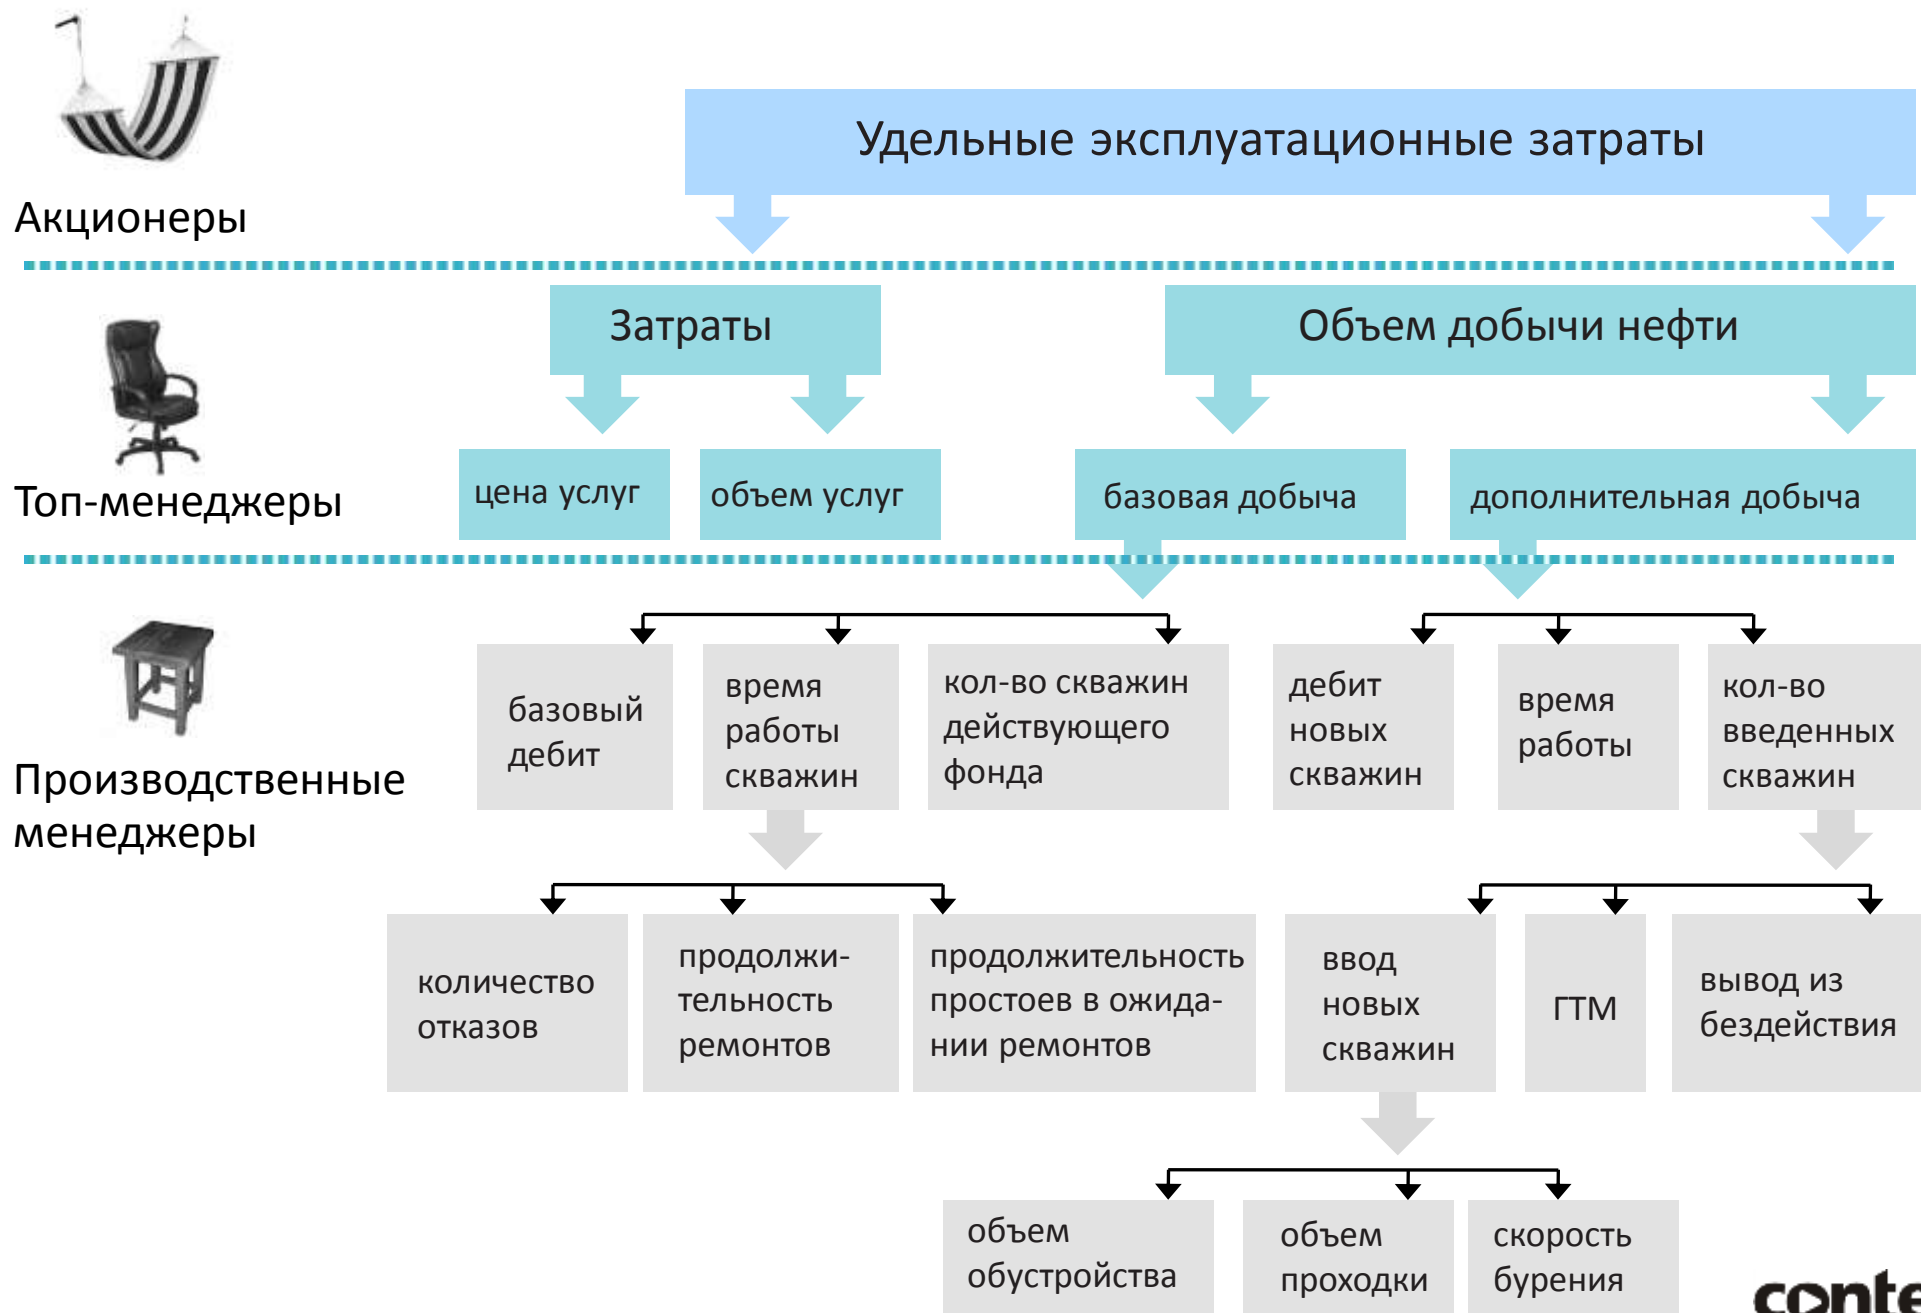 Удельные эксплуатационные затраты
Акционеры
Затраты
Объем добычи нефти
Топ-менеджеры
цена услуг
объем услуг
базовая добыча
дополнительная добыча
Производственные
менеджеры
базовый
дебит
время
работы
скважин
кол-во скважин
действующего
фонда
дебит
новых
скважин
время
работы
кол-во
введенных
скважин
количество
отказов
продолжи-
тельность
ремонтов
продолжительность
простоев в ожида-
нии ремонтов
ввод
новых
скважин
ГТМ
вывод из
бездействия
объем
обустройства
объем
проходки
скорость
бурения